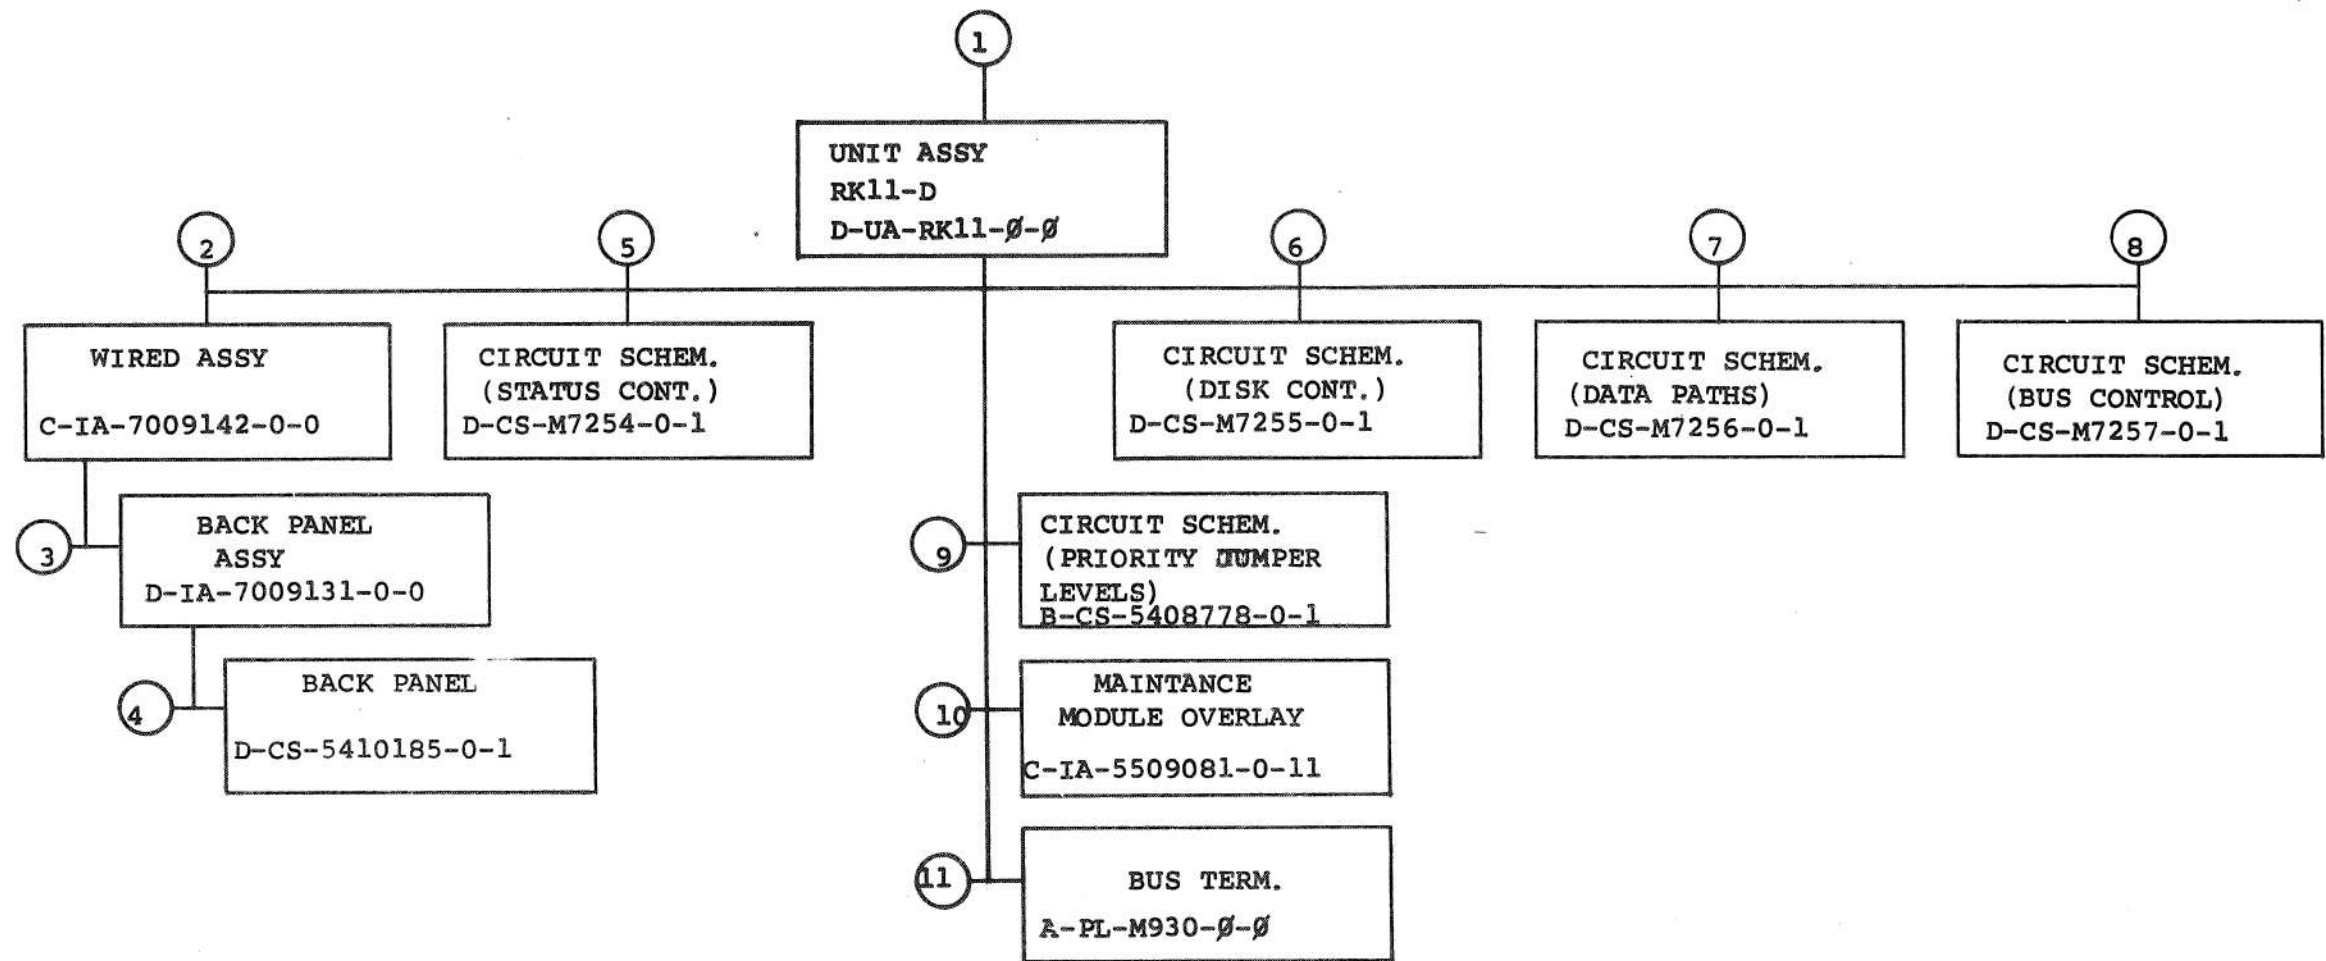 1
UNIT ASSY
RK11-D
D-UA-RK11-Ø-Ø
2
5
6
7
8
WIRED ASSY
C-IA-7009142-0-0
CIRCUIT SCHEM.
(STATUS CONT.)
D-CS-M7254-0-1
CIRCUIT SCHEM.
(DISK CONT.)
D-CS-M7255-0-1
CIRCUIT SCHEM.
(DATA PATHS)
D-CS-M7256-0-1
CIRCUIT SCHEM.
(BUS CONTROL)
D-CS-M7257-0-1
3
BACK PANEL
ASSY
D-IA-7009131-0-0
9
CIRCUIT SCHEM.
(PRIORITY JUMPER
LEVELS)
B-CS-5408778-0-1
4
BACK PANEL
D-CS-5410185-0-1
10
MAINTANCE
MODULE OVERLAY
C-IA-5509081-0-11
11
BUS TERM.
A-PL-M930-Ø-Ø